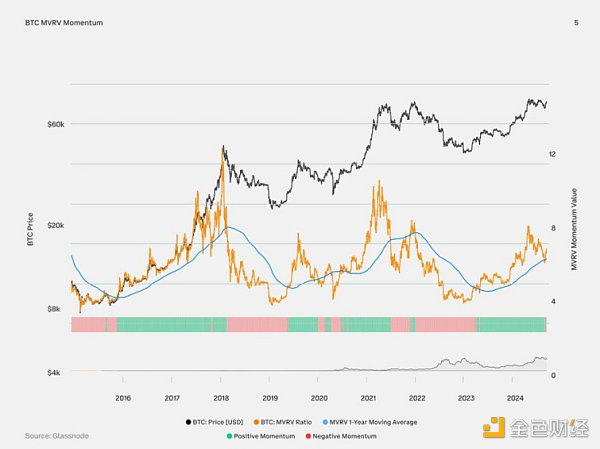 BTC MVRV Momentum
5
$60k
$20k
$8k
$4k
BTC Price
12
8
4
0
MVRV Momentum Value
2016 2017 2018 2019 2020 2021 2022 2023 2024
BTC: Price [USD] BTC: MVRV Ratio MVRV 1-Year Moving Average
Positive Momentum Negative Momentum
Source: Glassnode
金色财经